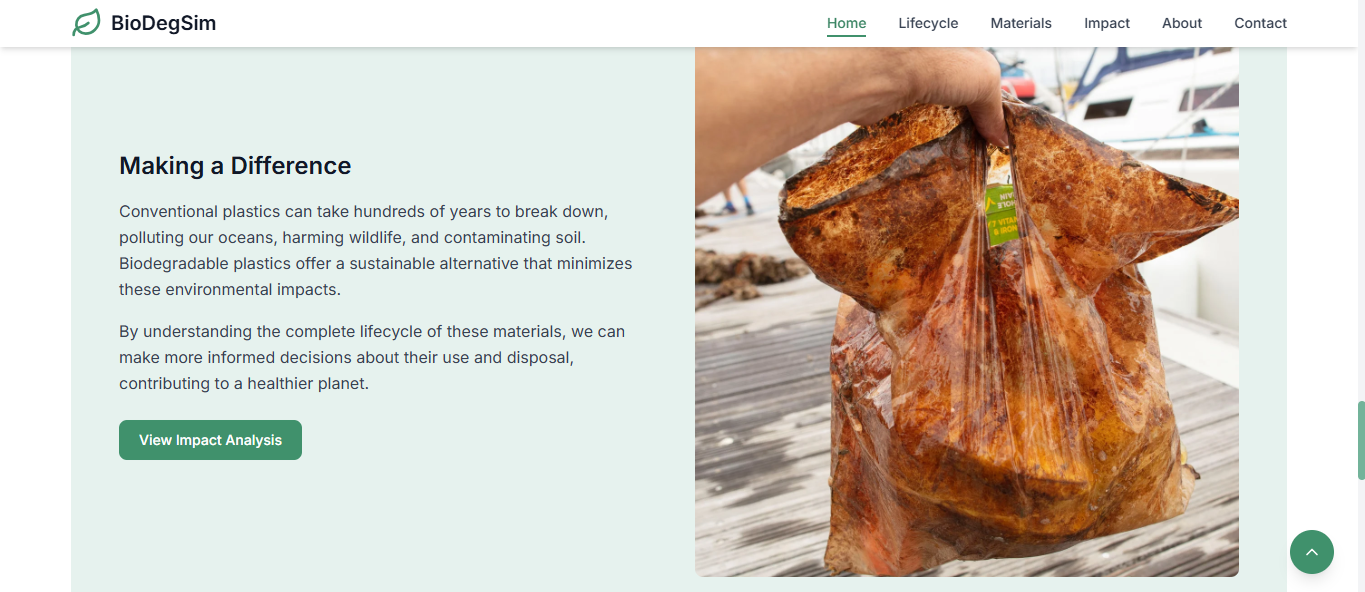 BioDegSim
Home
Lifecycle
Materials
Impact
About
Contact
Making a Difference
Conventional plastics can take hundreds of years to break down,
polluting our oceans, harming wildlife, and contaminating soil.
Biodegradable plastics offer a sustainable alternative that minimizes
these environmental impacts.
By understanding the complete lifecycle of these materials, we can
make more informed decisions about their use and disposal,
contributing to a healthier planet.
View Impact Analysis